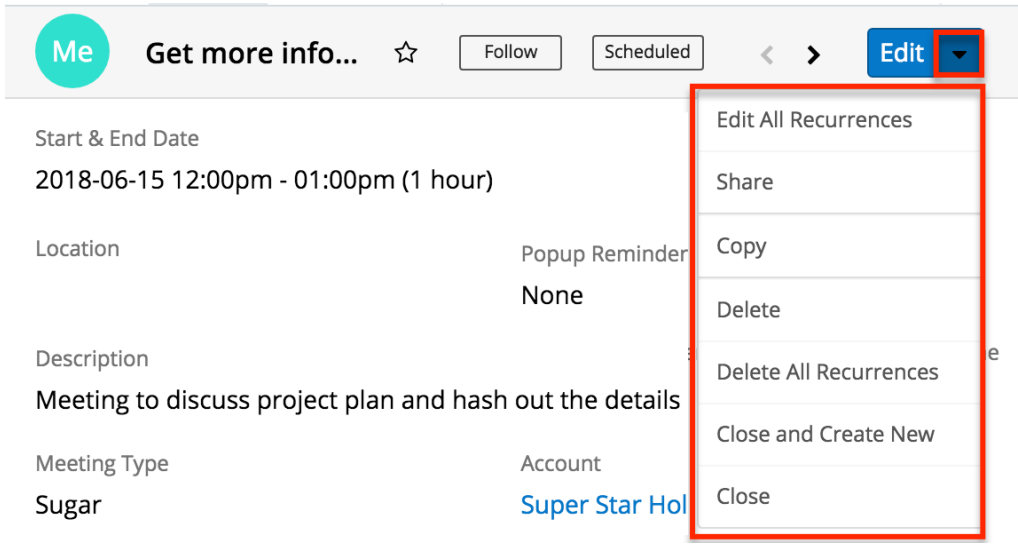 Me
Get more info...
Follow
Scheduled
Edit
Start & End Date
2018-06-15 12:00pm - 01:00pm (1 hour)
Location
Popup Reminder
None
Description
Meeting to discuss project plan and hash out the details
Meeting Type
Sugar
Account
Super Star Hol
Edit All Recurrences
Share
Copy
Delete
Delete All Recurrences
Close and Create New
Close